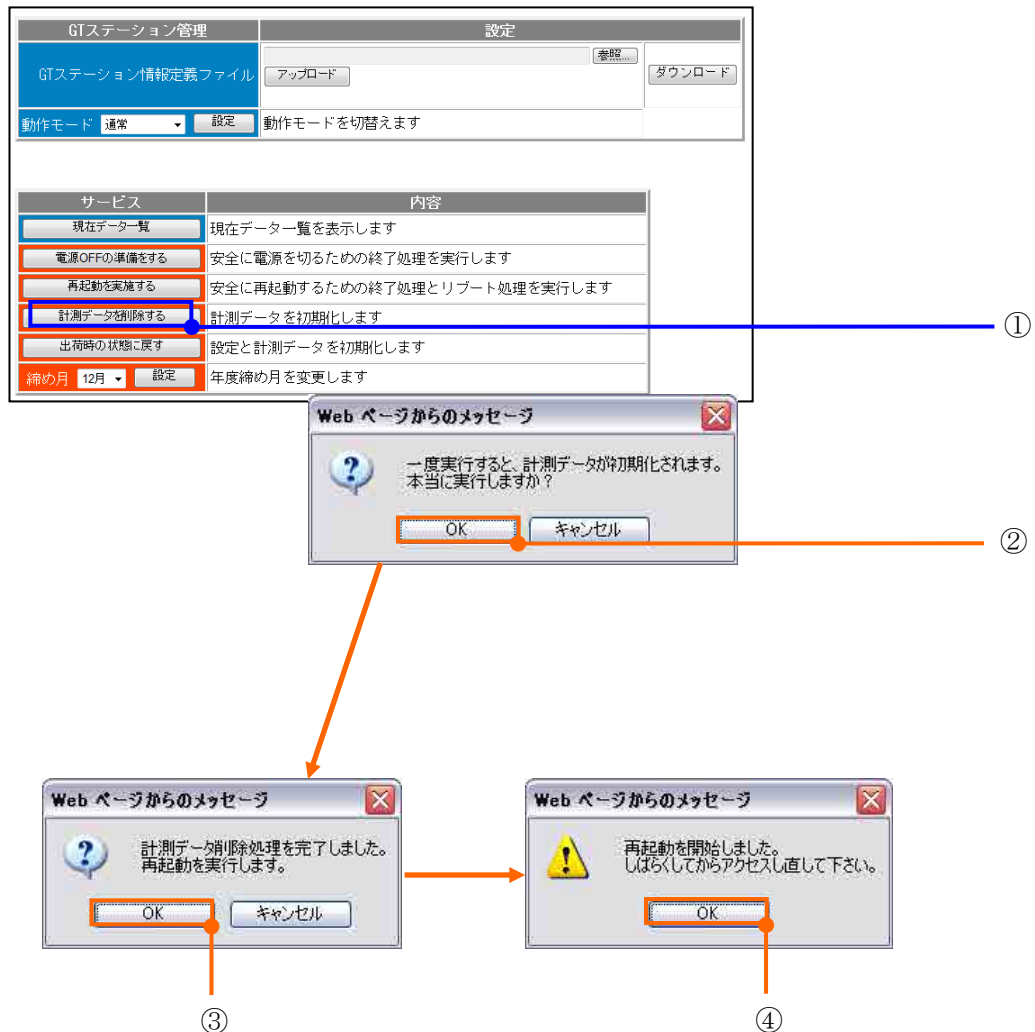 GTステーション管理 設定
GTステーション情報定義ファイル 参照... アップロード ダウンロード
動作モード 通常 設定 動作モードを切替えます
サービス 内容
現在データ一覧 現在データ一覧を表示します
電源OFFの準備をする 安全に電源を切るための終了処理を実行します
再起動を実施する 安全に再起動するための終了処理とリブート処理を実行します
計測データを削除する 計測データを初期化します
①
出荷時の状態に戻す 設定と計測データを初期化します
締め月 12月 設定 年度締め月を変更します
Web ページからのメッセージ
一度実行すると、計測データが初期化されます。
本当に実行しますか？
OK キャンセル
②
Web ページからのメッセージ
計測データ削除処理を完了しました。
再起動を実行します。
OK キャンセル
③
Web ページからのメッセージ
再起動を開始しました。
しばらくしてからアクセスし直して下さい。
OK
④